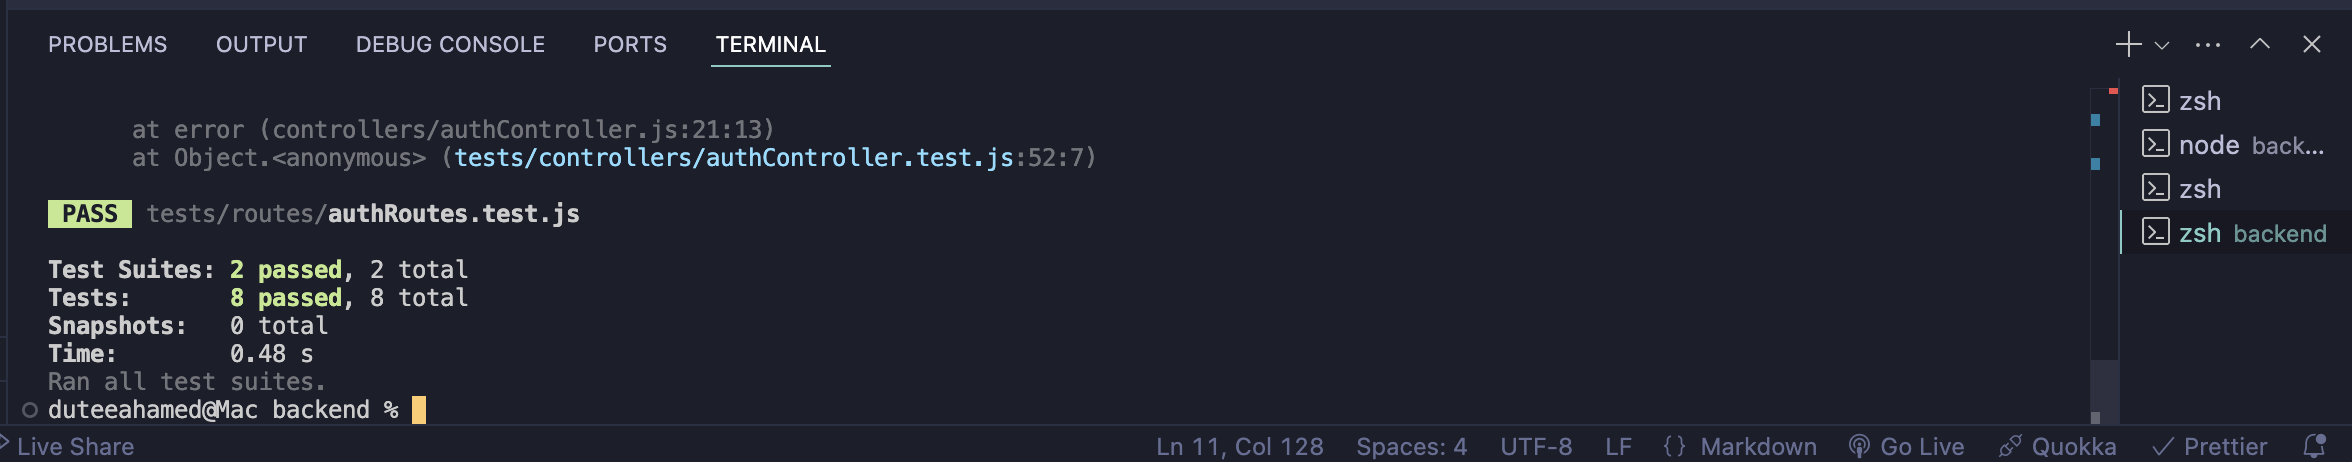 PROBLEMS OUTPUT DEBUG CONSOLE PORTS TERMINAL
at error (controllers/authController.js:21:13)
at Object.<anonymous> (tests/controllers/authController.test.js:52:7)
PASS tests/routes/authRoutes.test.js
Test Suites: 2 passed, 2 total
Tests: 8 passed, 8 total
Snapshots: 0 total
Time: 0.48 s
Ran all test suites.
duteeahamed@Mac backend %
zsh
node back...
zsh
zsh backend
Live Share Ln 11, Col 128 Spaces: 4 UTF-8 LF {} Markdown Go Live Quokka Prettier